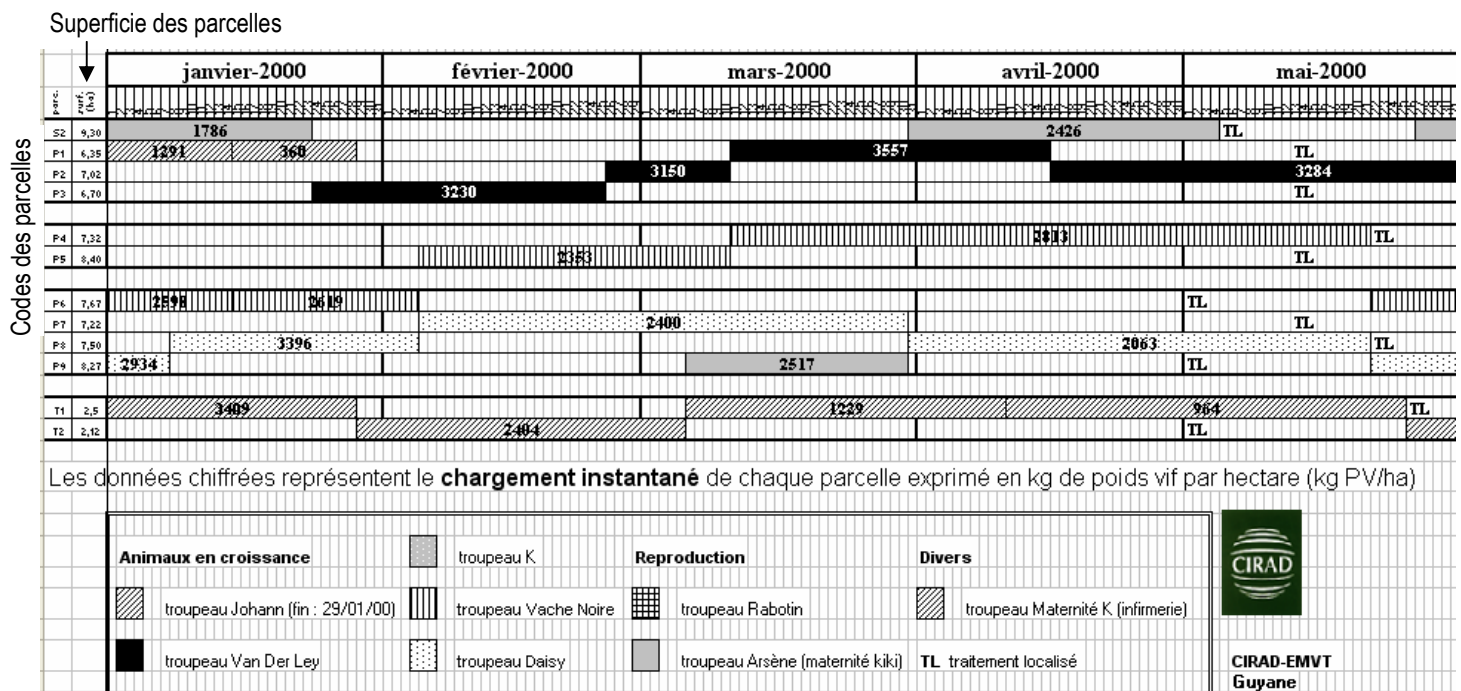 Superficie des parcelles
janvier-2000 février-2000 mars-2000 avril-2000 mai-2000
parc. surf. (ha)
Codes des parcelles
S2 9,30 1786 2426 TL
P1 6,35 1291 360 3557 TL
P2 7,02 3150 3284
P3 6,70 3230 TL
P4 7,32 2813 TL
P5 8,40 2353 TL
P6 7,67 2598 2619 TL
P7 7,22 2400 TL
P8 7,50 3396 2063 TL
P9 8,27 2934 2517 TL
T1 2,5 3409 1229 964 TL
T2 2,12 2404 TL
Les données chiffrées représentent le chargement instantané de chaque parcelle exprimé en kg de poids vif par hectare (kg PV/ha)
Animaux en croissance troupeau K Reproduction Divers
troupeau Johann (fin : 29/01/00) troupeau Vache Noire troupeau Rabotin troupeau Maternité K (infirmerie)
troupeau Van Der Ley troupeau Daisy troupeau Arsène (maternité kiki) TL traitement localisé
CIRAD
CIRAD-EMVT
Guyane